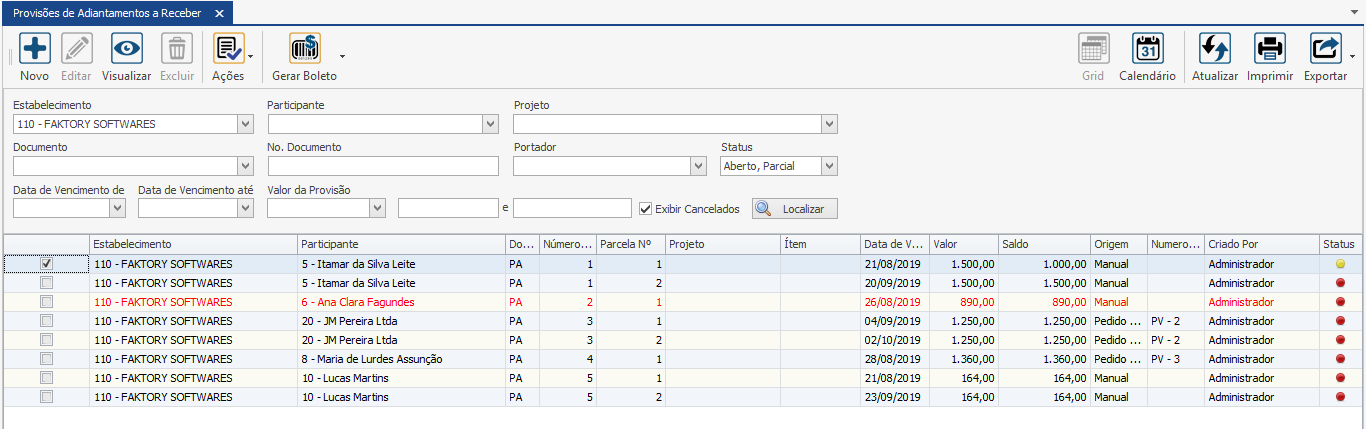 Provisões de Adiantamentos a Receber
Novo Editar Visualizar Excluir Ações Gerar Boleto Grid 31 Calendário Atualizar Imprimir Exportar
Estabelecimento Participante Projeto
110 - FAKTORY SOFTWARES
Documento No. Documento Portador Status
Aberto, Parcial
Data de Vencimento de Data de Vencimento até Valor da Provisão
e Exibir Cancelados Localizar
Estabelecimento Participante Do... Número... Parcela Nº Projeto Ítem Data de V... Valor Saldo Origem Numero... Criado Por Status
110 - FAKTORY SOFTWARES 5 - Itamar da Silva Leite PA 1 1 21/08/2019 1.500,00 1.000,00 Manual Administrador
110 - FAKTORY SOFTWARES 5 - Itamar da Silva Leite PA 1 2 20/09/2019 1.500,00 1.500,00 Manual Administrador
110 - FAKTORY SOFTWARES 6 - Ana Clara Fagundes PA 2 1 26/08/2019 890,00 890,00 Manual Administrador
110 - FAKTORY SOFTWARES 20 - JM Pereira Ltda PA 3 1 04/09/2019 1.250,00 1.250,00 Pedido ... PV - 2 Administrador
110 - FAKTORY SOFTWARES 20 - JM Pereira Ltda PA 3 2 02/10/2019 1.250,00 1.250,00 Pedido ... PV - 2 Administrador
110 - FAKTORY SOFTWARES 8 - Maria de Lurdes Assunção PA 4 1 28/08/2019 1.360,00 1.360,00 Pedido ... PV - 3 Administrador
110 - FAKTORY SOFTWARES 10 - Lucas Martins PA 5 1 21/08/2019 164,00 164,00 Manual Administrador
110 - FAKTORY SOFTWARES 10 - Lucas Martins PA 5 2 23/09/2019 164,00 164,00 Manual Administrador